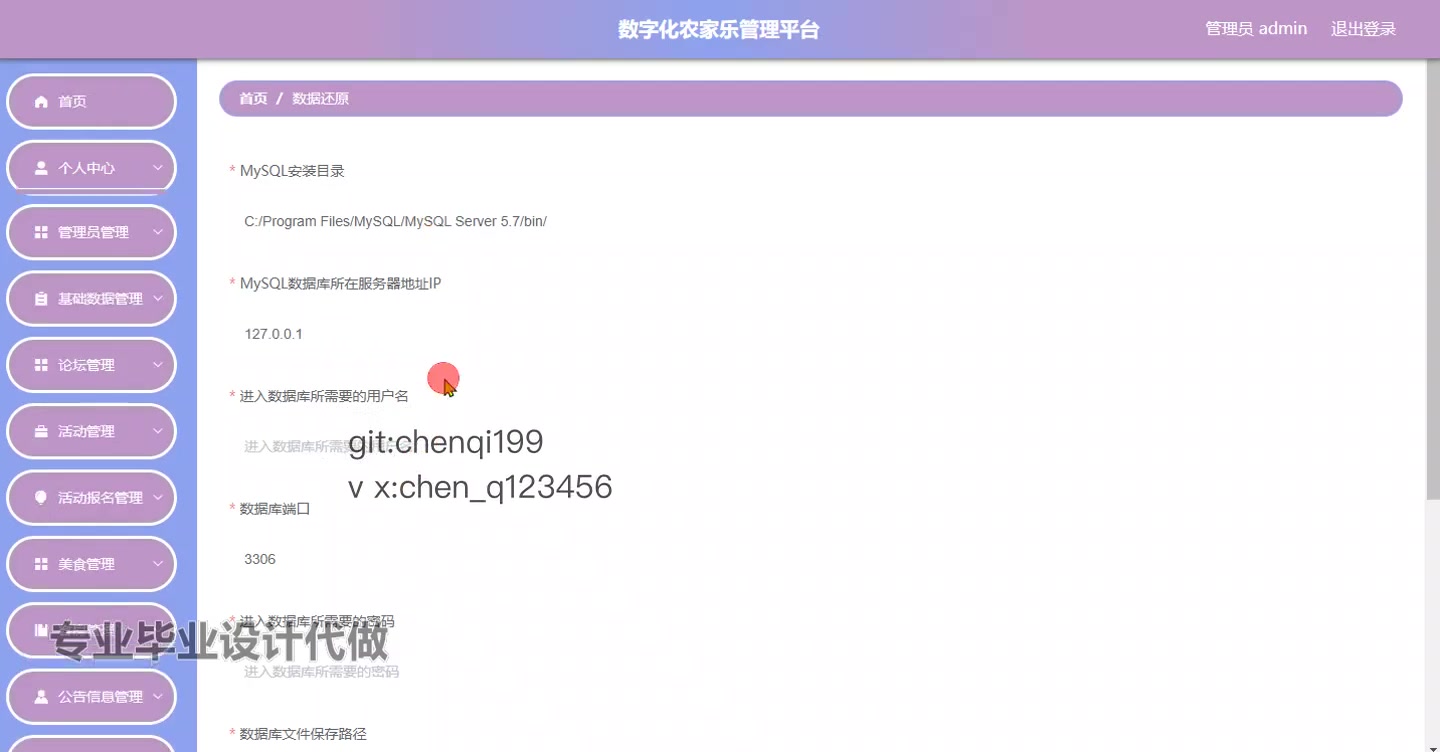 数字化农家乐管理平台
管理员 admin 退出登录
首页
个人中心
管理员管理
基础数据管理
论坛管理
活动管理
活动报名管理
美食管理
公告信息管理
首页 / 数据还原
* MySQL安装目录
C:/Program Files/MySQL/MySQL Server 5.7/bin/
* MySQL数据库所在服务器地址IP
127.0.0.1
* 进入数据库所需要的用户名
进入数据库所需要的用户名
git:chenqi199
v x:chen_q123456
* 数据库端口
3306
* 进入数据库所需要的密码
专业毕业设计代做
进入数据库所需要的密码
* 数据库文件保存路径